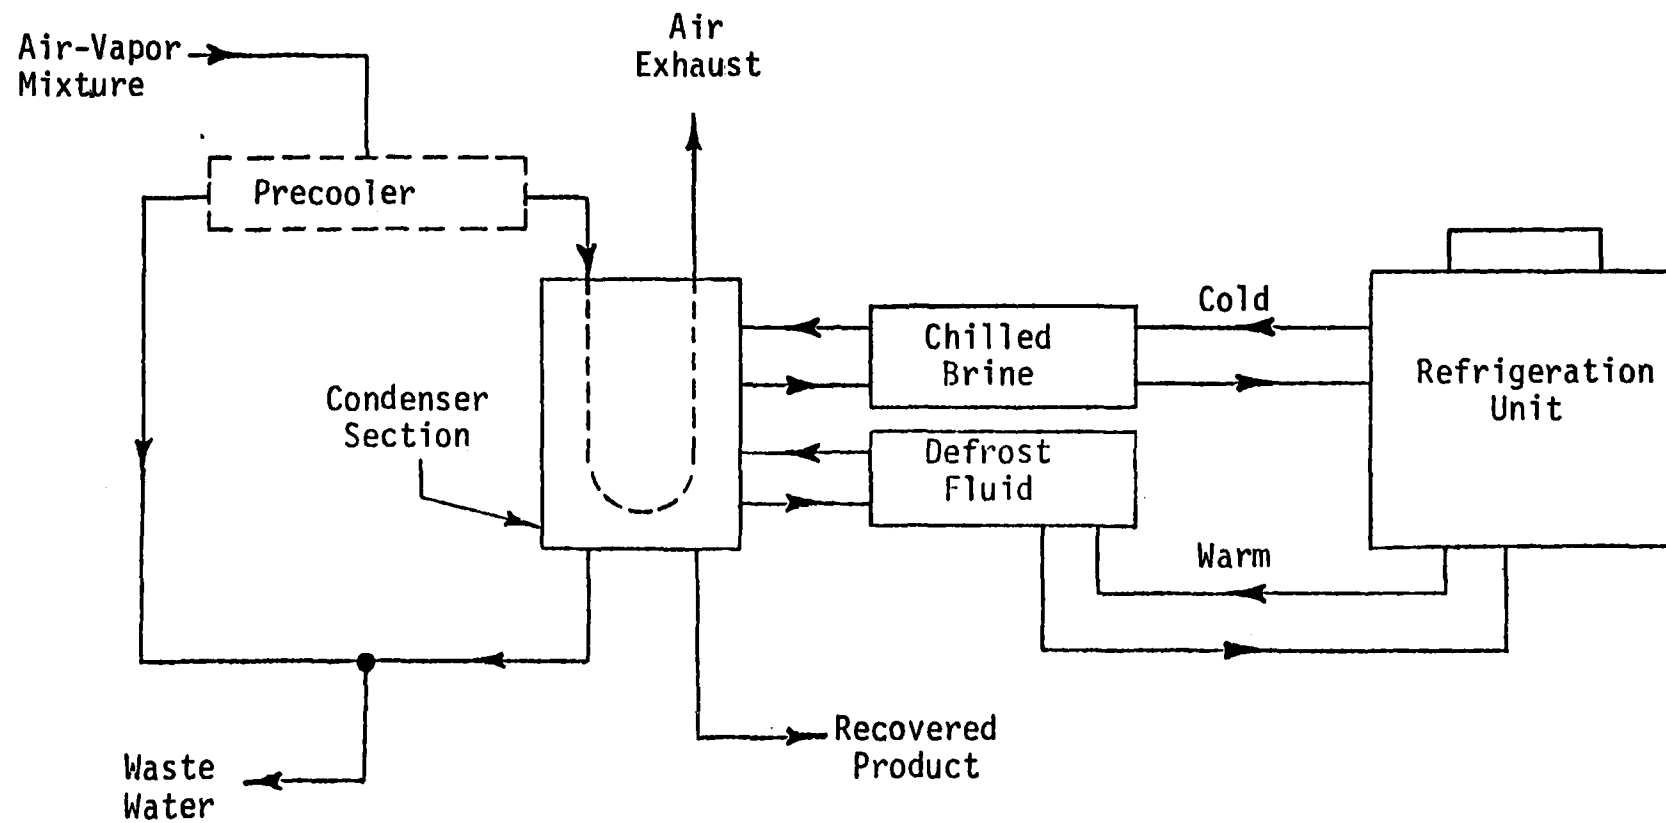 Air-Vapor
Mixture
Air
Exhaust
Precooler
Condenser
Section
Chilled
Brine
Cold
Refrigeration
Unit
Defrost
Fluid
Warm
Recovered
Product
Waste
Water